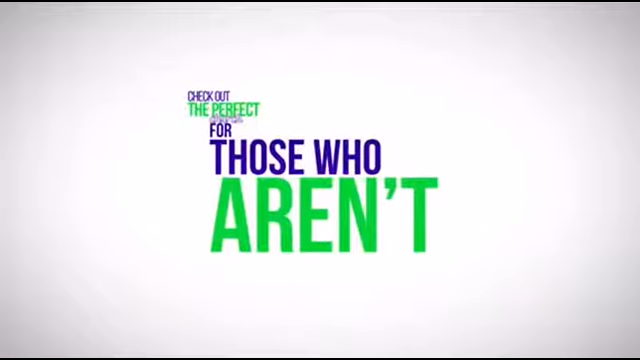 CHECK OUT
THE PERFECT
FOR
THOSE WHO
AREN'T